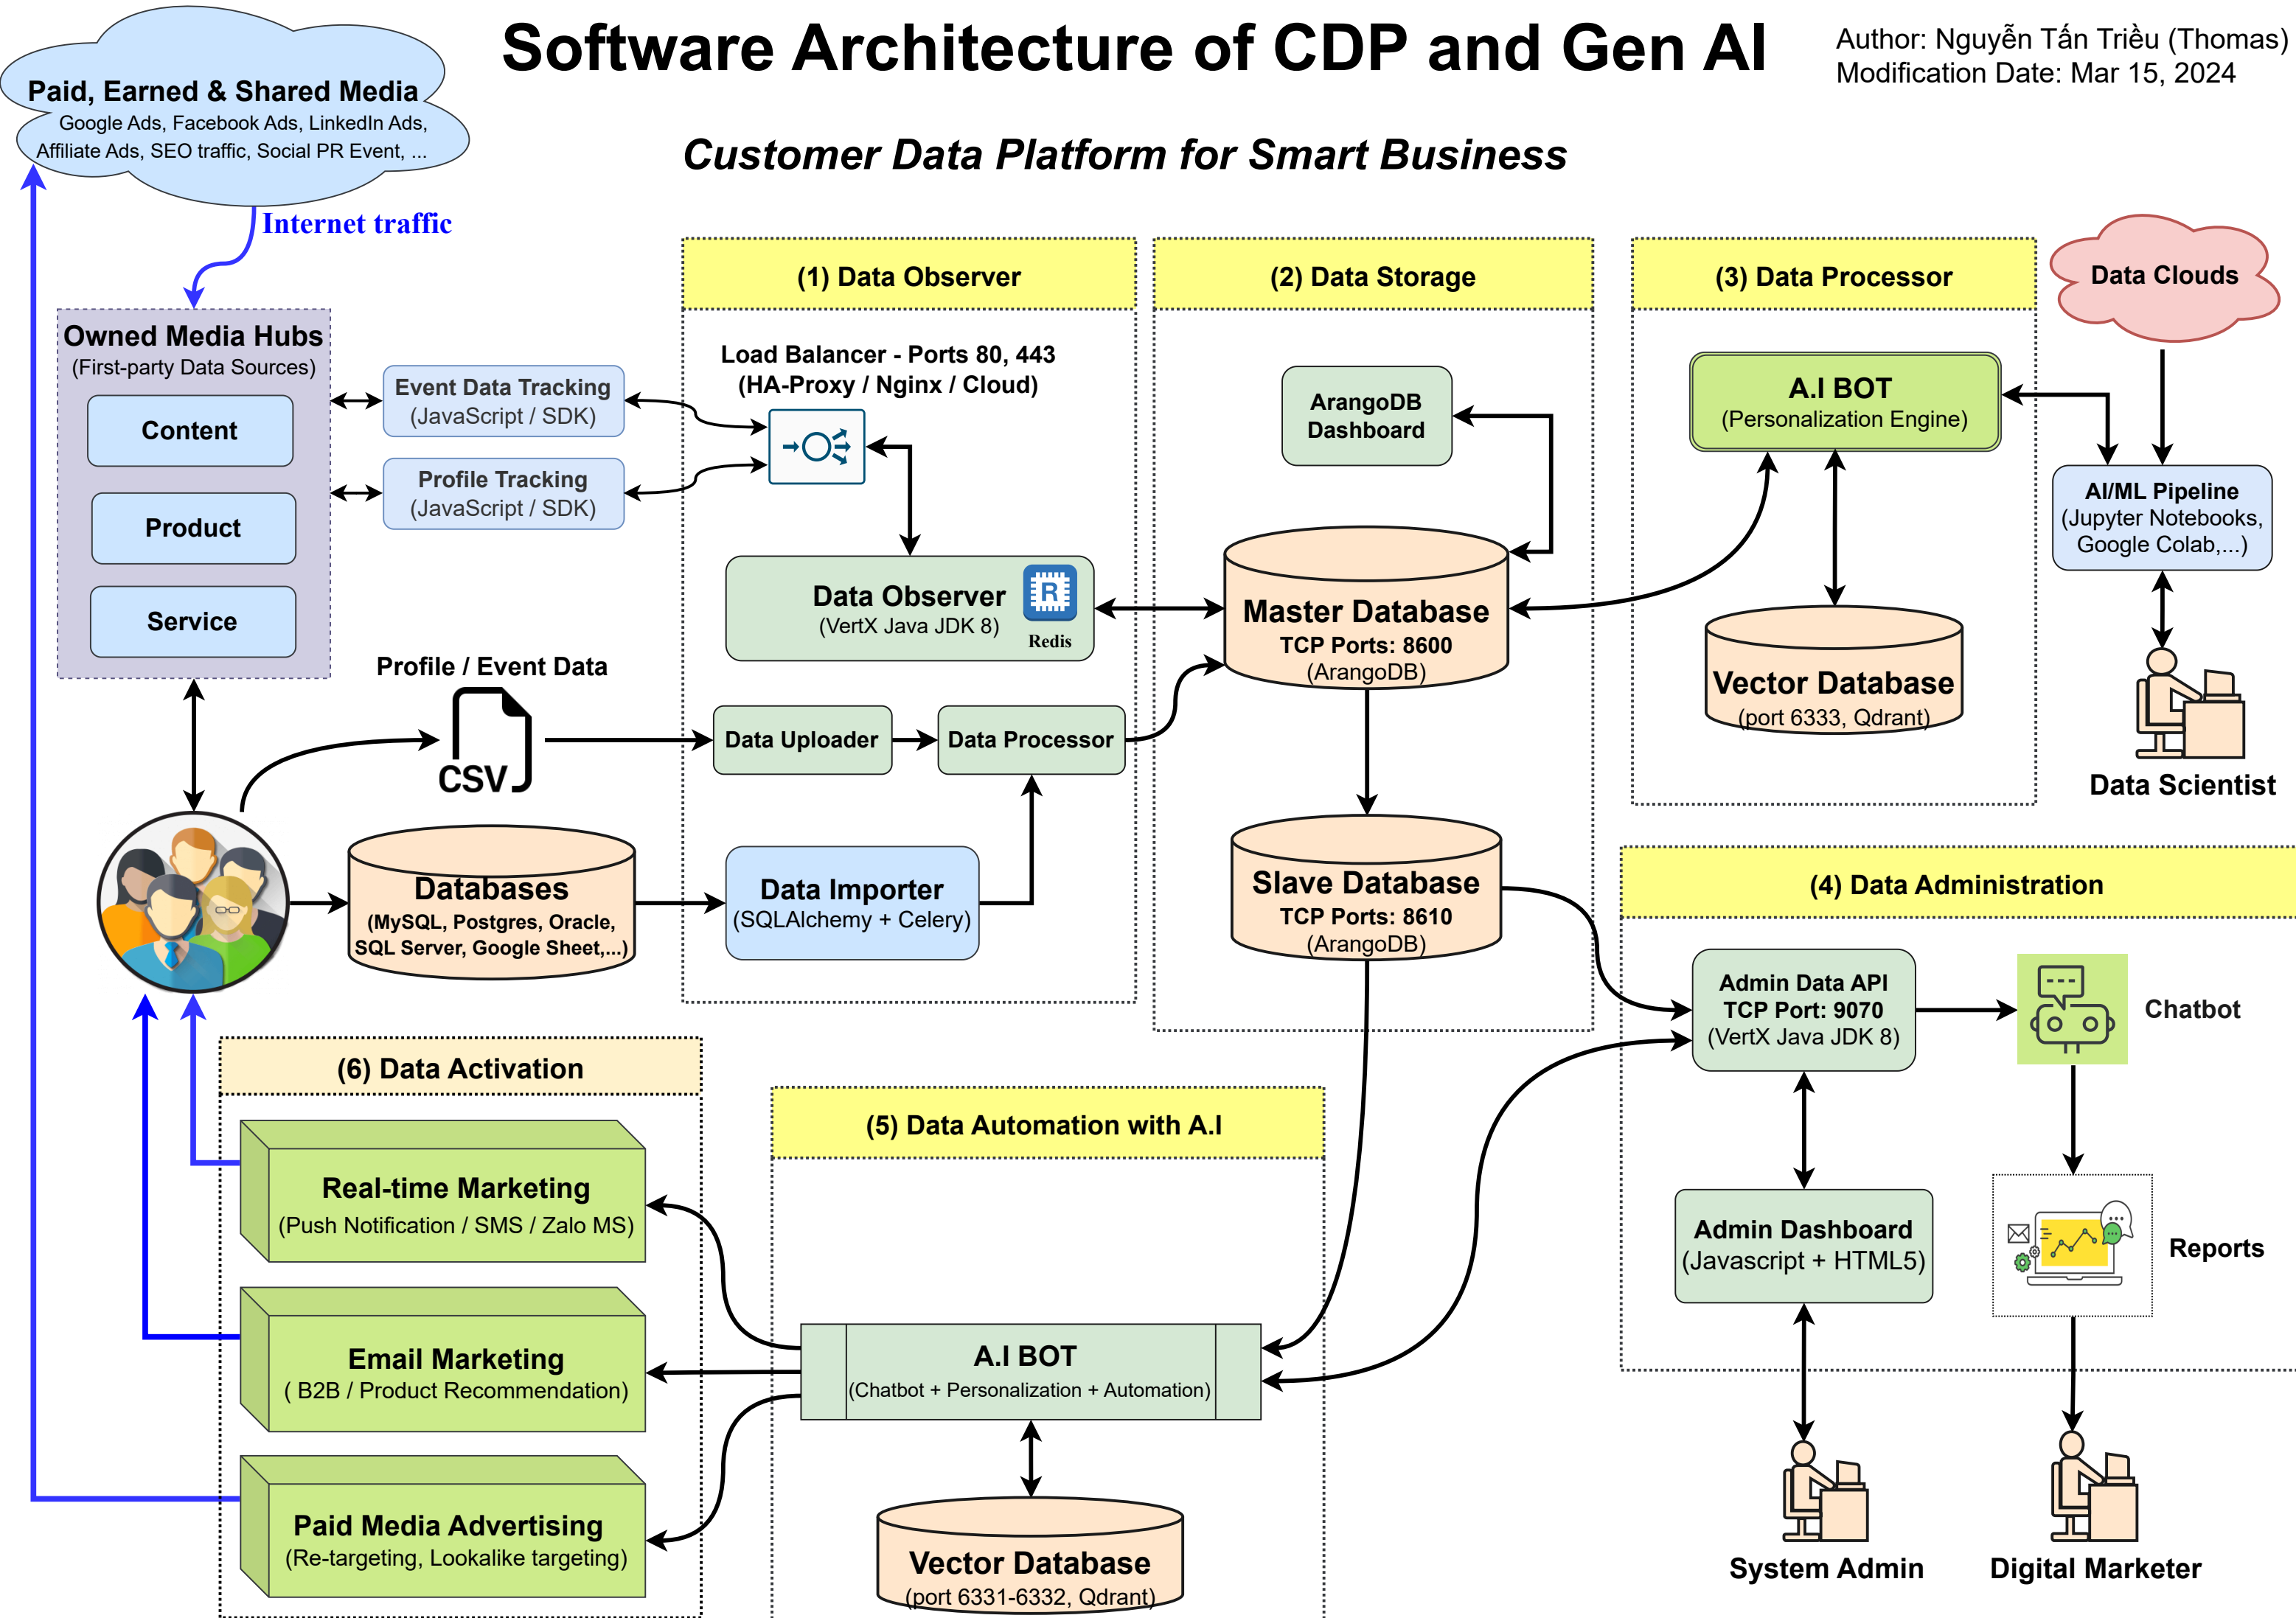 Software Architecture of CDP and Gen AI
Author: Nguyễn Tấn Triều (Thomas)
Modification Date: Mar 15, 2024
Customer Data Platform for Smart Business
Paid, Earned & Shared Media
Google Ads, Facebook Ads, LinkedIn Ads,
Affiliate Ads, SEO traffic, Social PR Event, ...
Internet traffic
Owned Media Hubs
(First-party Data Sources)
Content
Product
Service
Event Data Tracking
(JavaScript / SDK)
Profile Tracking
(JavaScript / SDK)
Profile / Event Data
CSV
Databases
(MySQL, Postgres, Oracle,
SQL Server, Google Sheet,...)
(1) Data Observer
Load Balancer - Ports 80, 443
(HA-Proxy / Nginx / Cloud)
Data Observer
(VertX Java JDK 8)
R
Redis
Data Uploader
Data Processor
Data Importer
(SQLAlchemy + Celery)
(2) Data Storage
ArangoDB
Dashboard
Master Database
TCP Ports: 8600
(ArangoDB)
Slave Database
TCP Ports: 8610
(ArangoDB)
(3) Data Processor
A.I BOT
(Personalization Engine)
Vector Database
(port 6333, Qdrant)
Data Clouds
AI/ML Pipeline
(Jupyter Notebooks,
Google Colab,...)
Data Scientist
(4) Data Administration
Admin Data API
TCP Port: 9070
(VertX Java JDK 8)
Chatbot
Admin Dashboard
(Javascript + HTML5)
Reports
System Admin
Digital Marketer
(5) Data Automation with A.I
A.I BOT
(Chatbot + Personalization + Automation)
Vector Database
(port 6331-6332, Qdrant)
(6) Data Activation
Real-time Marketing
(Push Notification / SMS / Zalo MS)
Email Marketing
( B2B / Product Recommendation)
Paid Media Advertising
(Re-targeting, Lookalike targeting)